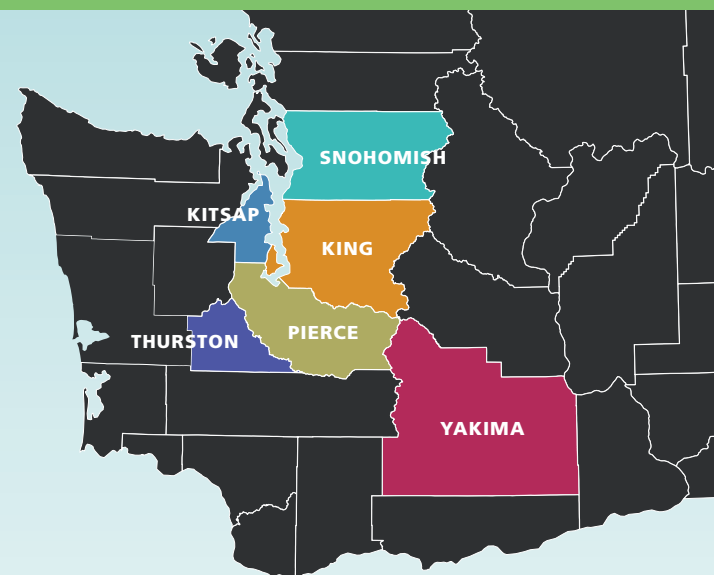 SNOHOMISH
KITSAP
KING
PIERCE
THURSTON
YAKIMA